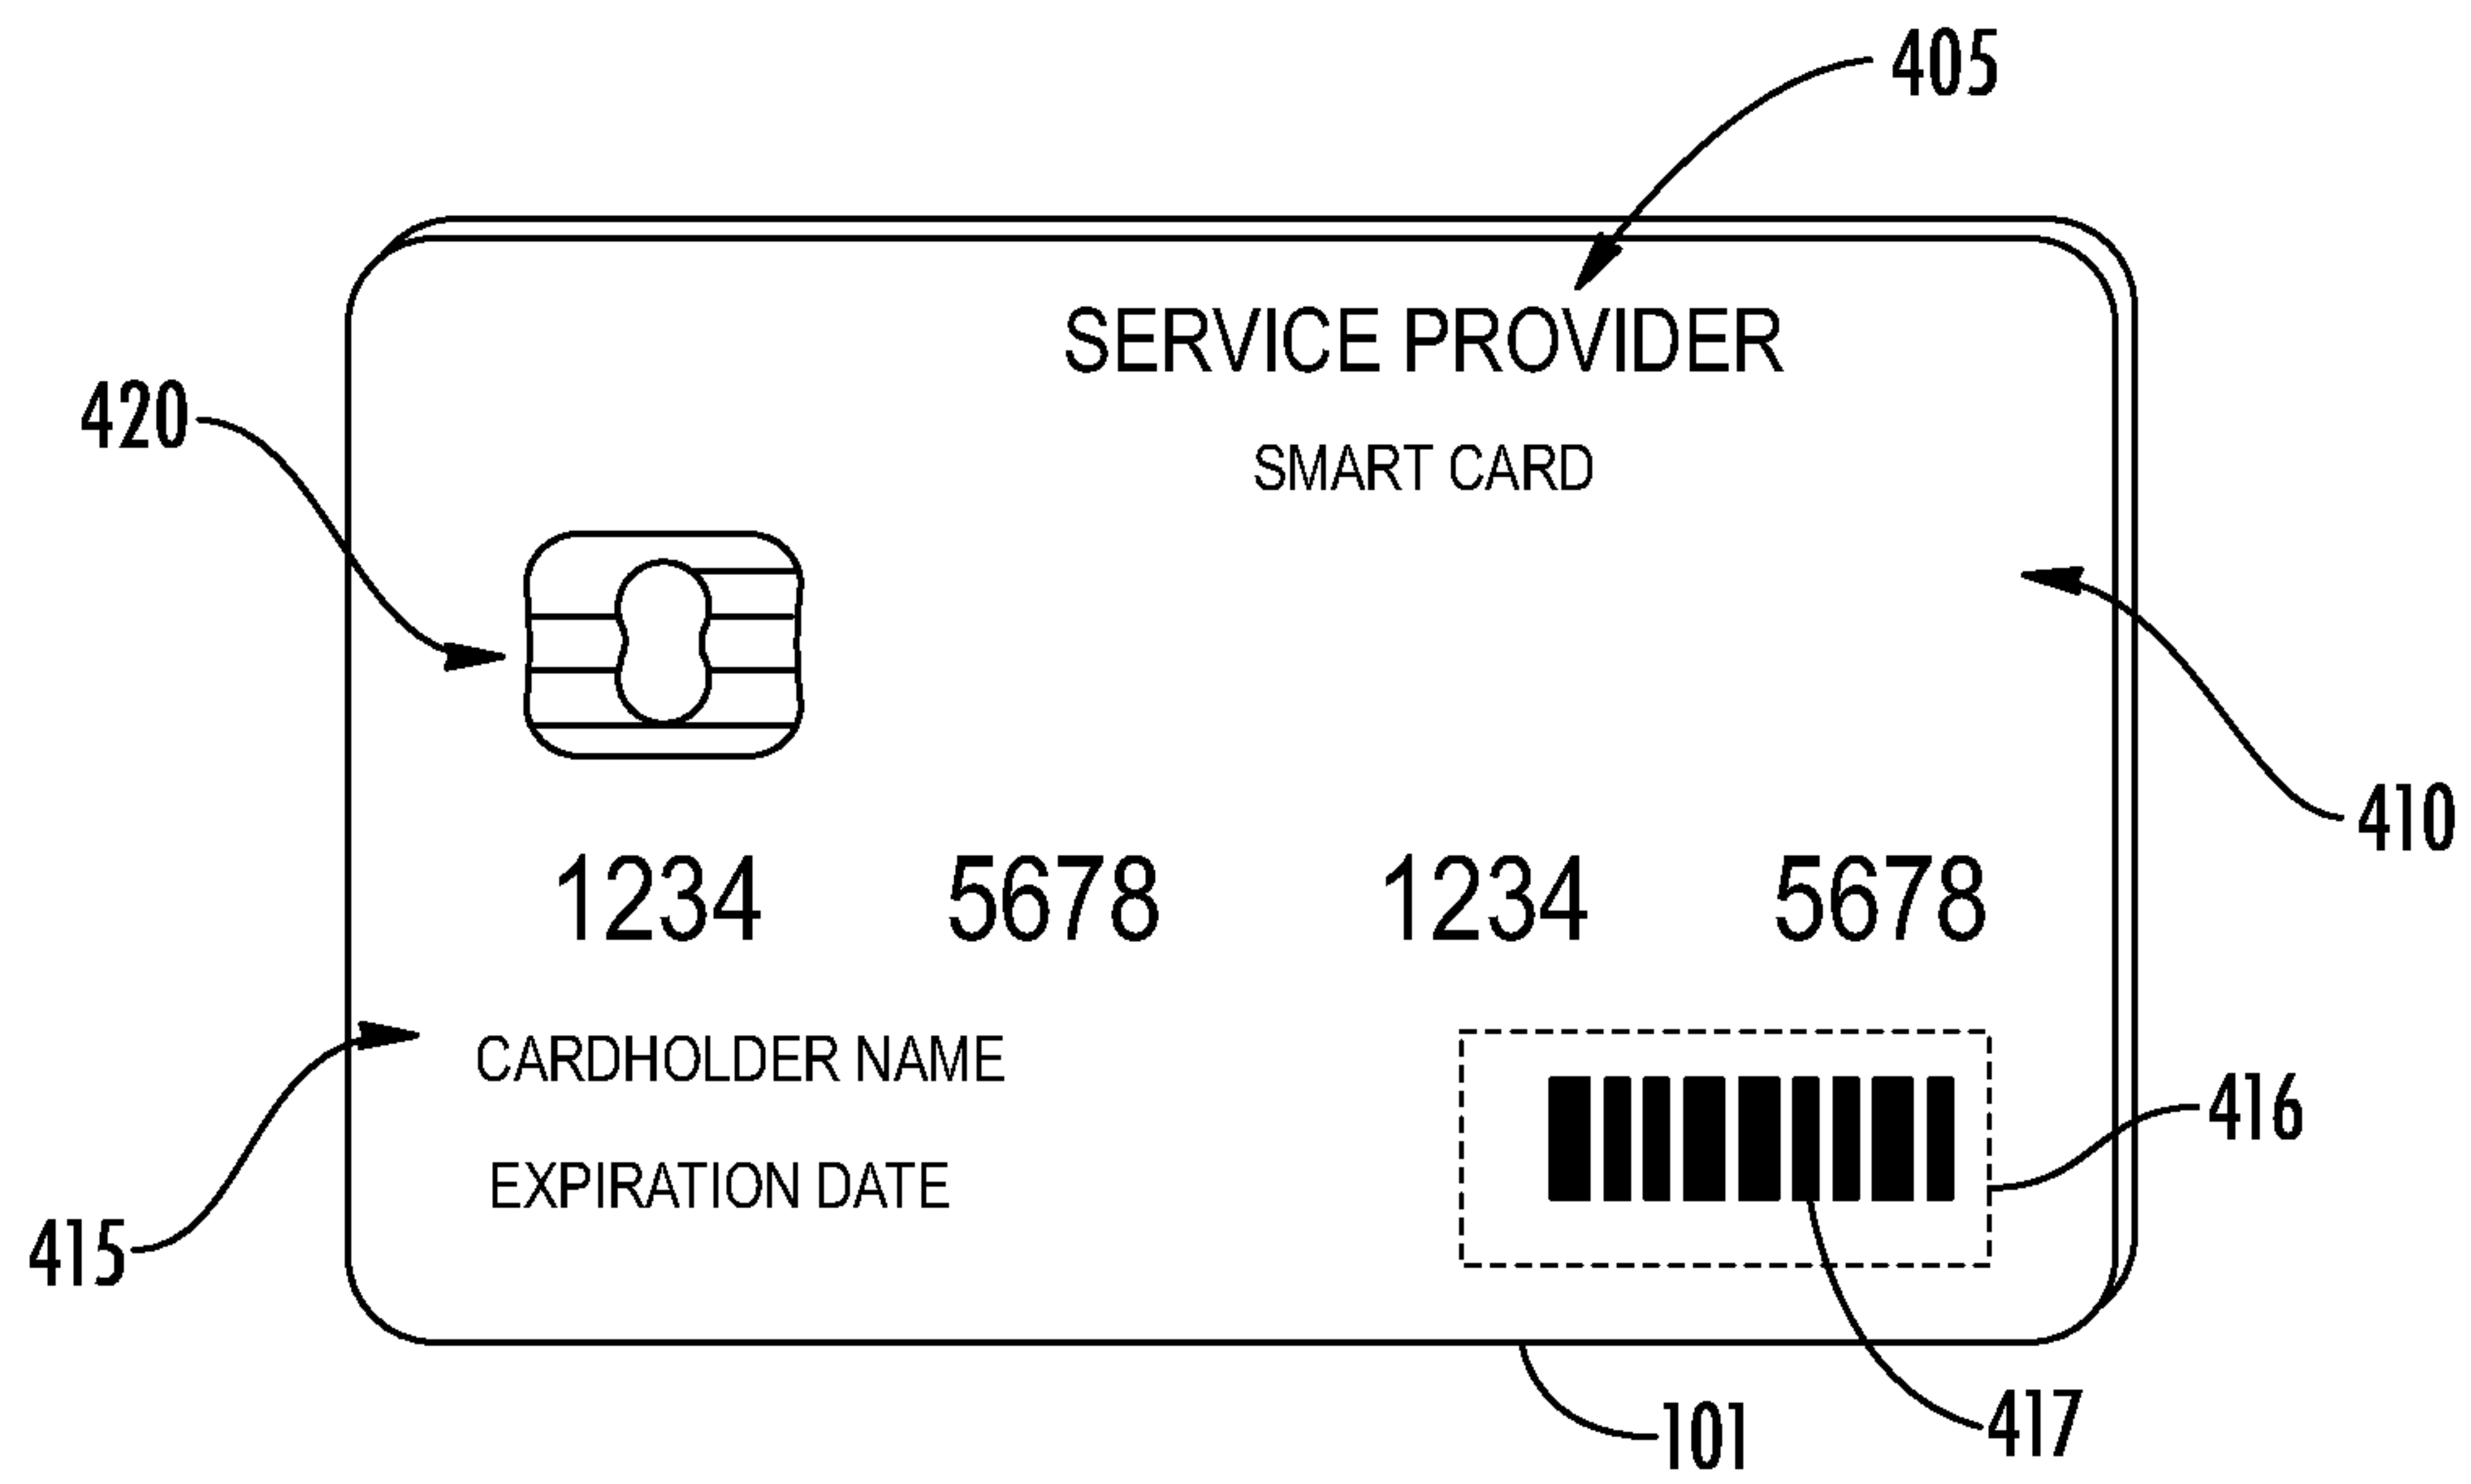 405
SERVICE PROVIDER
420
SMART CARD
410
1234 5678 1234 5678
CARDHOLDER NAME
416
EXPIRATION DATE
415
101
417